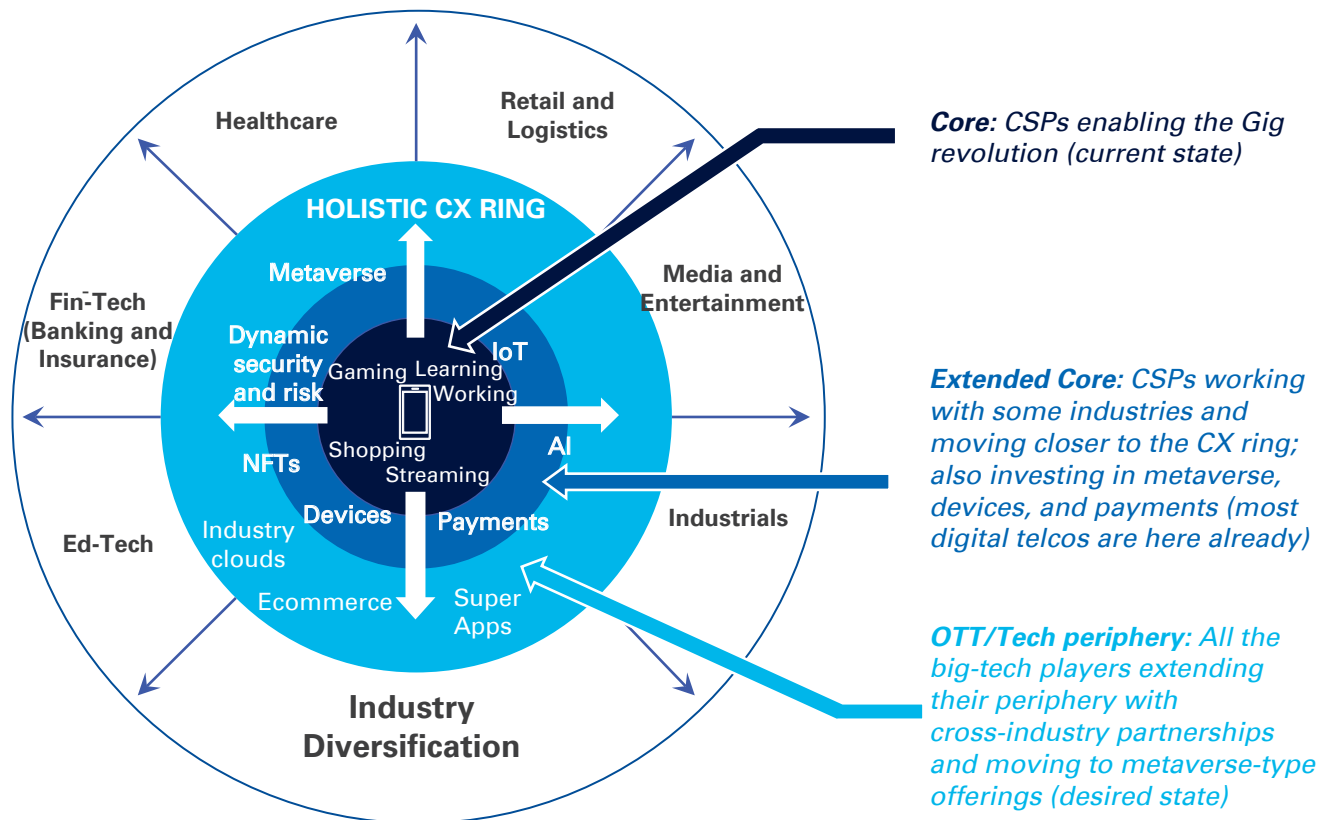 Healthcare
Retail and
Logistics
Fin-Tech
(Banking and
Insurance)
Media and
Entertainment
Ed-Tech
Industrials
Industry
Diversification
HOLISTIC CX RING
Metaverse
Dynamic
security
and risk
IoT
Gaming
Learning
Working
Shopping
Streaming
NFTs
AI
Devices
Payments
Industry
clouds
Ecommerce
Super
Apps
Core: CSPs enabling the Gig
revolution (current state)
Extended Core: CSPs working
with some industries and
moving closer to the CX ring;
also investing in metaverse,
devices, and payments (most
digital telcos are here already)
OTT/Tech periphery: All the
big-tech players extending
their periphery with
cross-industry partnerships
and moving to metaverse-type
offerings (desired state)